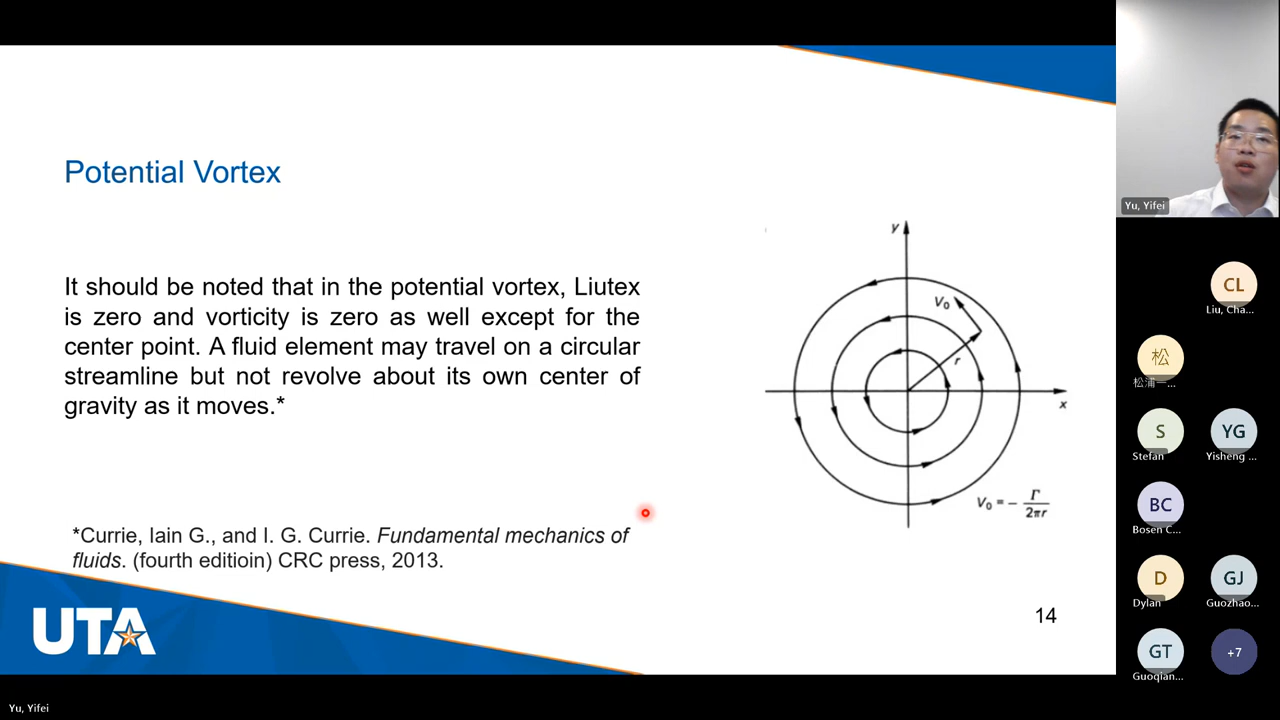 Potential Vortex
It should be noted that in the potential vortex, Liutex
is zero and vorticity is zero as well except for the
center point. A fluid element may travel on a circular
streamline but not revolve about its own center of
gravity as it moves.*
*Currie, Iain G., and I. G. Currie. Fundamental mechanics of
fluids. (fourth editioin) CRC press, 2013.
UTA
y
V₀
r
x
V₀ = - Γ / 2πr
14
Yu, Yifei
CL
Liu, Cha...
松
松浦一...
S
Stefan
YG
Yisheng ...
BC
Bosen C...
D
Dylan
GJ
Guozhao...
GT
Guoqian...
+7
Yu, Yifei